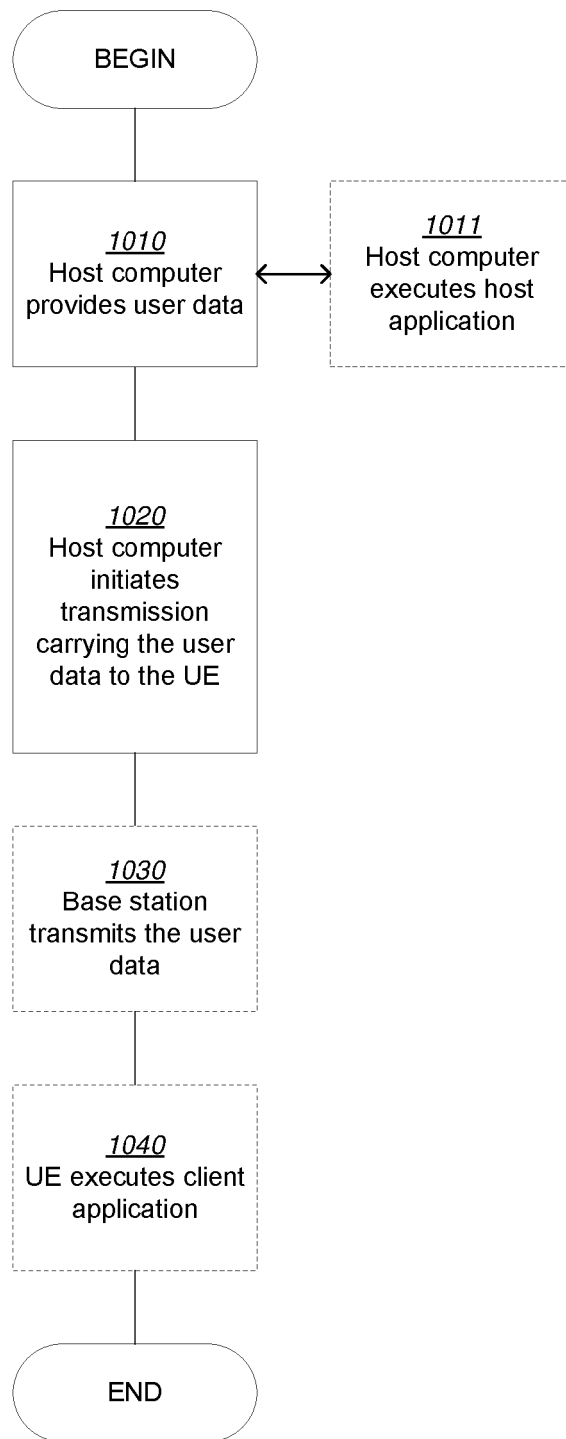 BEGIN
1010
Host computer
provides user data
1011
Host computer
executes host
application
1020
Host computer
initiates
transmission
carrying the user
data to the UE
1030
Base station
transmits the user
data
1040
UE executes client
application
END